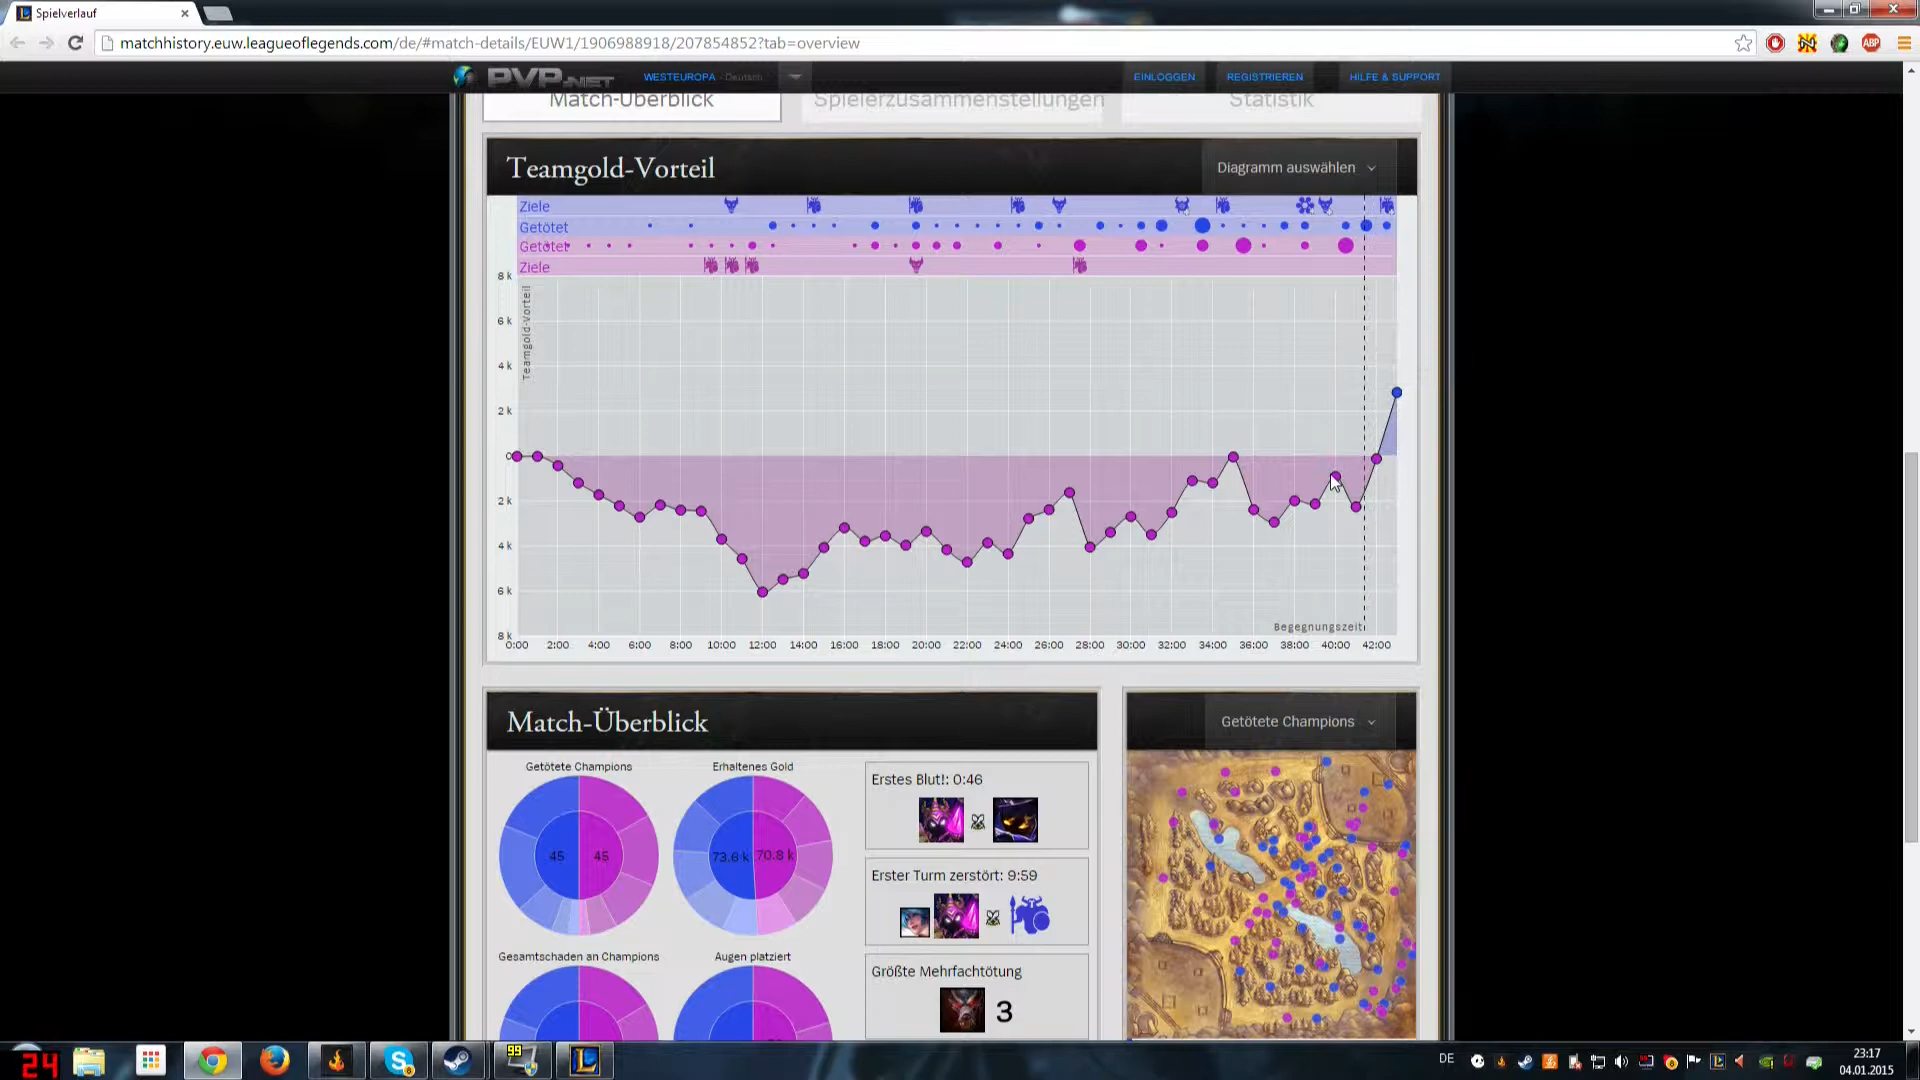 Spielverlauf
matchhistory.euw.leagueoflegends.com/de/#match-details/EUW1/1906988918/207854852?tab=overview
ABP
PVP.NET
WESTEUROPA - Deutsch
EINLOGGEN
REGISTRIEREN
HILFE & SUPPORT
Match-Überblick
Spielerzusammenstellungen
Statistik
Teamgold-Vorteil
Diagramm auswählen
Ziele
Getötet
Getötet
Ziele
8 k
6 k
4 k
2 k
0
2 k
4 k
6 k
8 k
Teamgold-Vorteil
Begegnungszeit
0:00 2:00 4:00 6:00 8:00 10:00 12:00 14:00 16:00 18:00 20:00 22:00 24:00 26:00 28:00 30:00 32:00 34:00 36:00 38:00 40:00 42:00
Match-Überblick
Getötete Champions
Getötete Champions
45 45
Erhaltenes Gold
73.6 k 70.8 k
Erstes Blut!: 0:46
Erster Turm zerstört: 9:59
Gesamtschaden an Champions
Augen platziert
Größte Mehrfachtötung
3
24
99
DE
23:17
04.01.2015